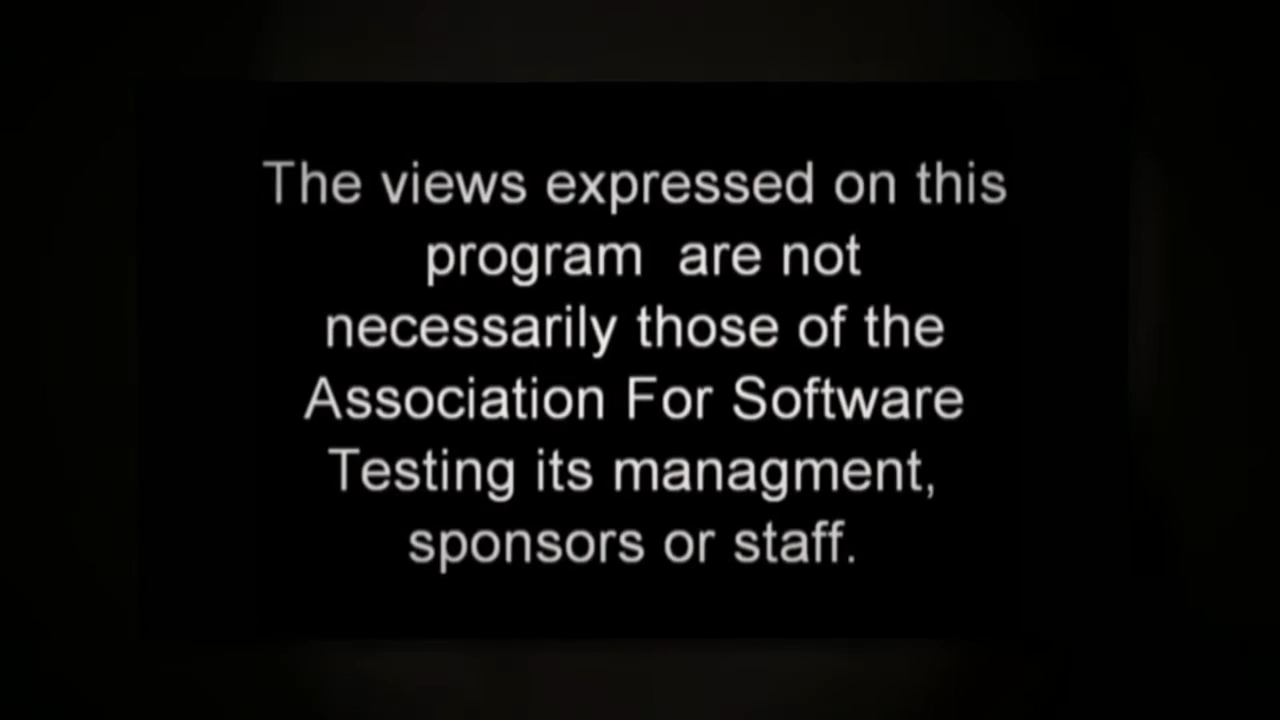 The views expressed on this
program  are not
necessarily those of the
Association For Software
Testing its managment,
sponsors or staff.